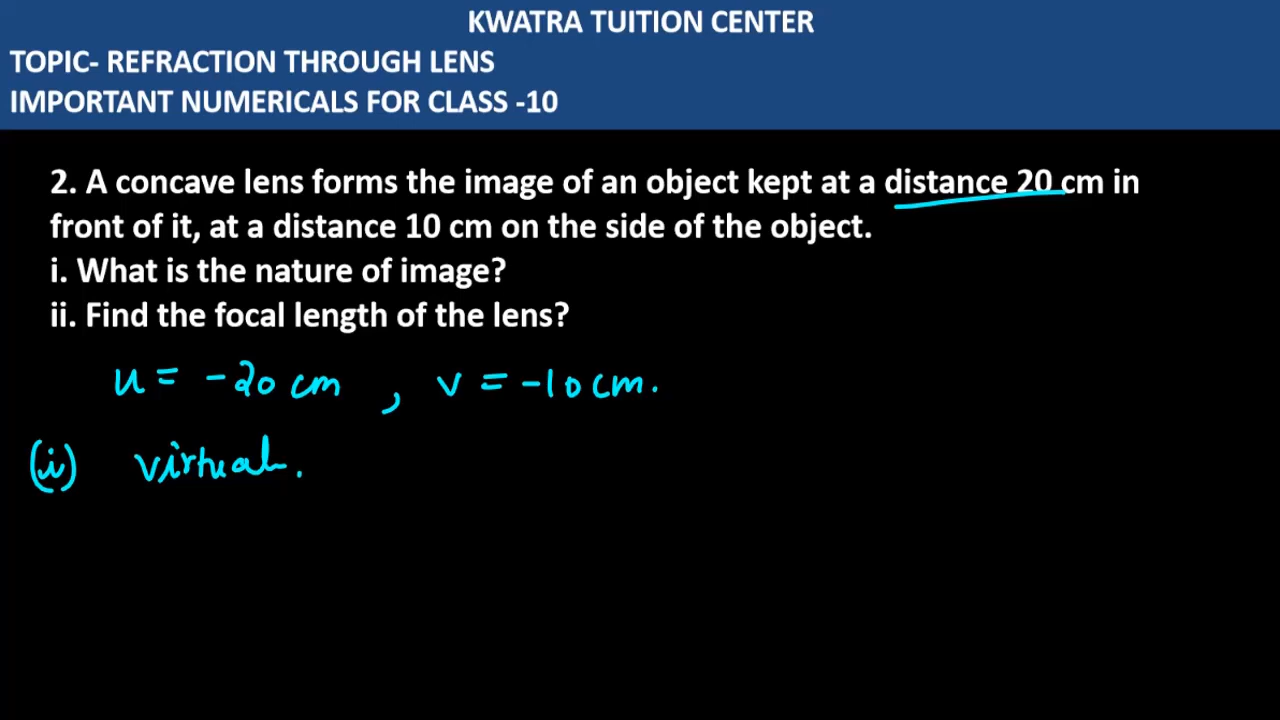 KWATRA TUITION CENTER
TOPIC- REFRACTION THROUGH LENS
IMPORTANT NUMERICALS FOR CLASS -10
2. A concave lens forms the image of an object kept at a distance 20 cm in
front of it, at a distance 10 cm on the side of the object.
i. What is the nature of image?
ii. Find the focal length of the lens?
u = -20 cm , v = -10 cm.
(i) virtual.